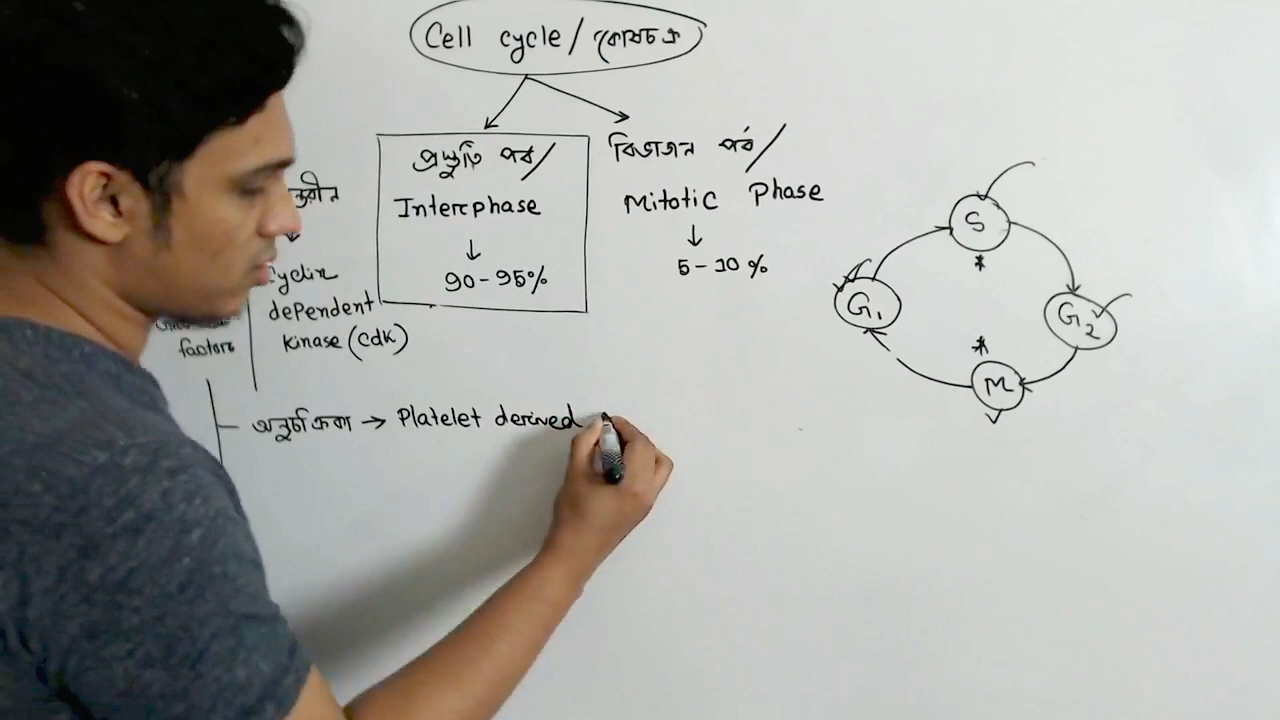 Cell cycle / কোষচক্র
প্রস্তুতি পর্ব /
Interphase
↓
90-95%
বিভাজন পর্ব /
Mitotic Phase
↓
5-10%
Cyclin
dependent
Kinase (Cdk)
factors
অনুচক্রিকা → Platelet derived
S
*
G₁
G₂
*
M